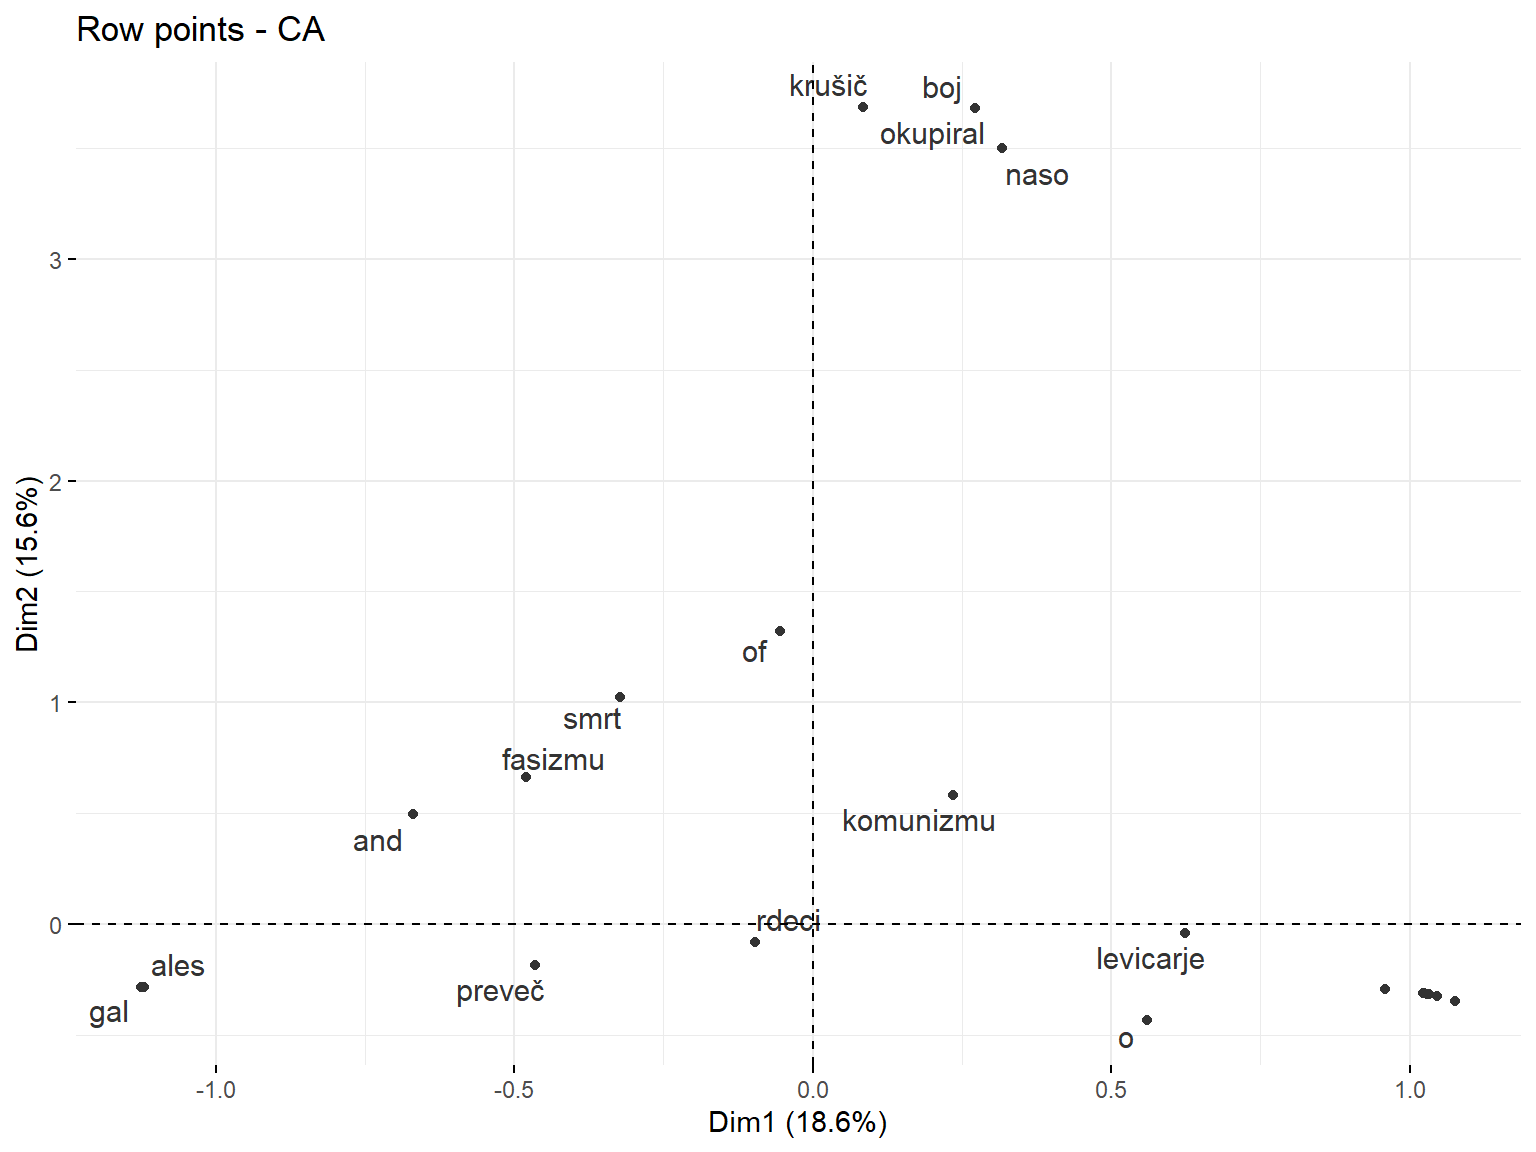 Row points - CA
krušič
boj
okupiral
naso
3
2
of
1
smrt
fasizmu
komunizmu
and
rdeci
0
levicarje
ales
preveč
gal
o
-1.0
-0.5
0.0
0.5
1.0
Dim1 (18.6%)
Dim2 (15.6%)